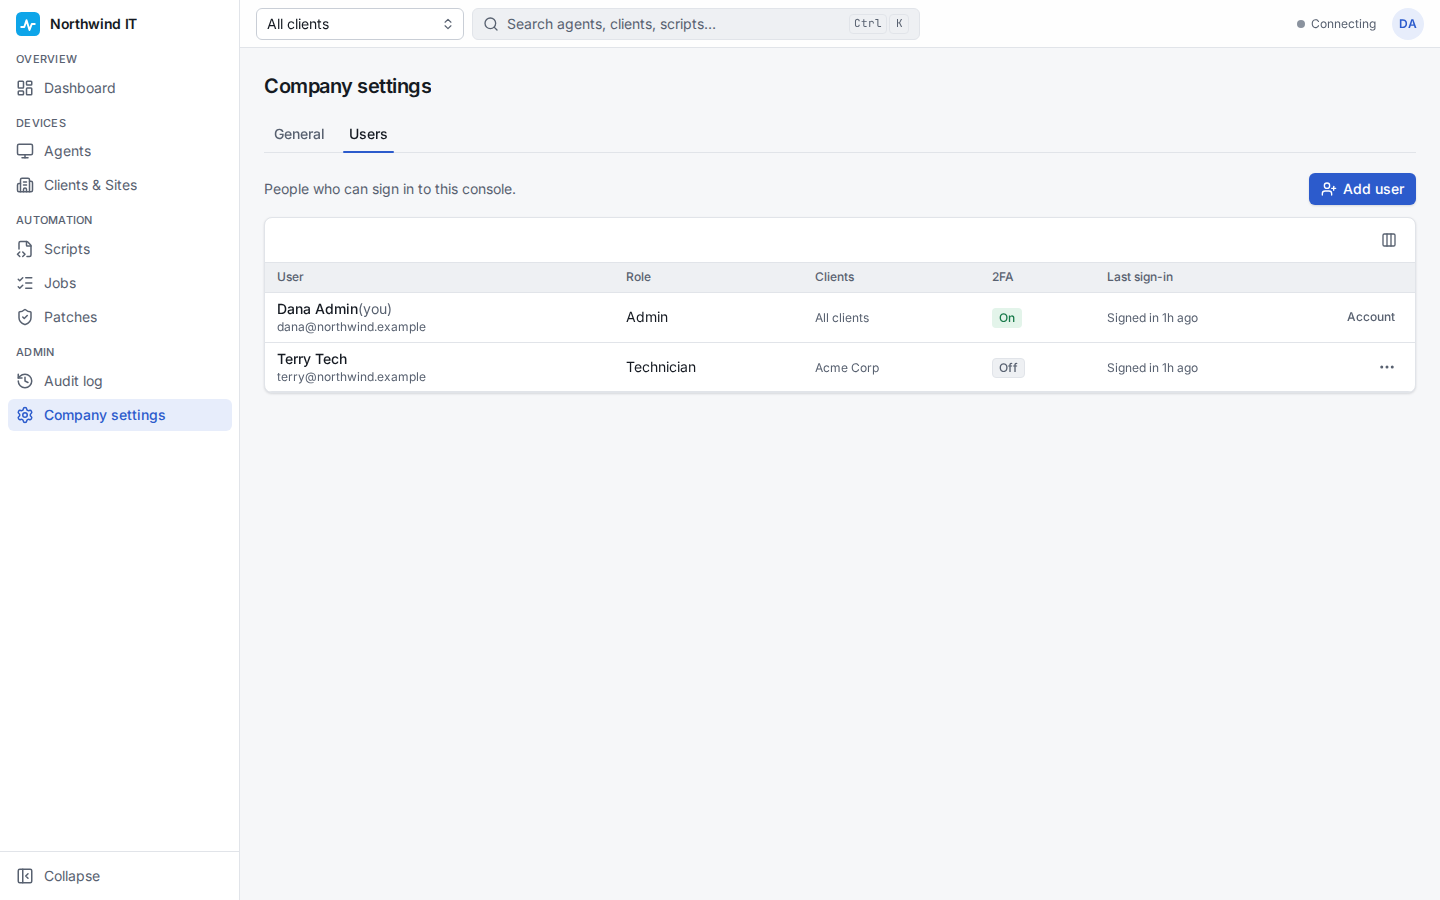 Northwind IT
All clients
Search agents, clients, scripts...
Ctrl K
Connecting
DA
OVERVIEW
Dashboard
DEVICES
Agents
Clients & Sites
AUTOMATION
Scripts
Jobs
Patches
ADMIN
Audit log
Company settings
Collapse
Company settings
General Users
People who can sign in to this console.
Add user
User Role Clients 2FA Last sign-in
Dana Admin(you)
dana@northwind.example
Admin
All clients
On
Signed in 1h ago
Account
Terry Tech
terry@northwind.example
Technician
Acme Corp
Off
Signed in 1h ago